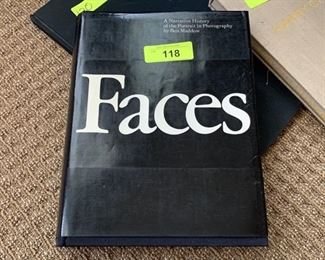 A Narrative History
of the Portrait in Photography
by Ben Maddow
118
Faces